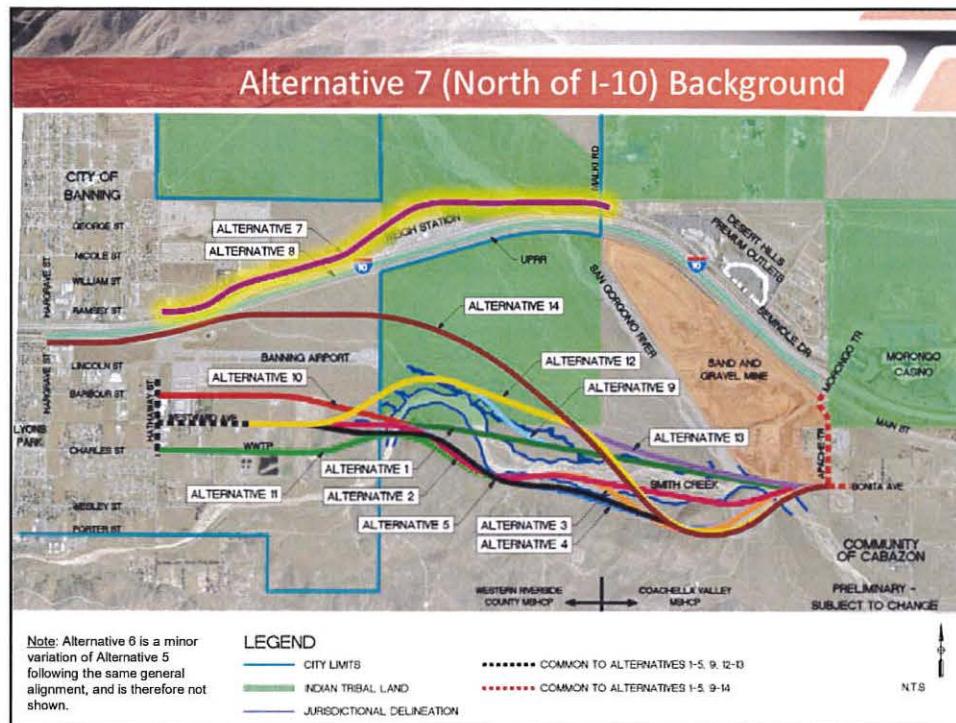 Alternative 7 (North of I-10) Background
CITY OF
BANNING
GEORGE ST
NICOLE ST
WILLIAM ST
RAMSEY ST
HARGRAVE ST
ALTERNATIVE 7
ALTERNATIVE 8
WEIGH STATION
10
UPRR
MALKI RD
DESERT HILLS
PREMIUM OUTLETS
10
SEMINOLE DR
SAN GORGONIO
RIVER
ALTERNATIVE 14
SAND AND
GRAVEL MINE
MORONGO TR
MORONGO
CASINO
LINCOLN ST
BARBOUR ST
BANNING AIRPORT
ALTERNATIVE 12
ALTERNATIVE 10
ALTERNATIVE 9
HARGRAVE ST
HATHAWAY ST
WESTWARD AVE
LYONS
PARK
CHARLES ST
WWTP
ALTERNATIVE 13
MAIN ST
APACHE TR
BONITA AVE
ALTERNATIVE 1
ALTERNATIVE 11
ALTERNATIVE 2
SMITH CREEK
WESLEY ST
ALTERNATIVE 5
ALTERNATIVE 3
ALTERNATIVE 4
PORTER ST
COMMUNITY
OF CABAZON
WESTERN RIVERSIDE
COUNTY MSHCP
COACHELLA VALLEY
MSHCP
PRELIMINARY -
SUBJECT TO CHANGE
Note: Alternative 6 is a minor
variation of Alternative 5
following the same general
alignment, and is therefore not
shown.
LEGEND
CITY LIMITS
INDIAN TRIBAL LAND
JURISDICTIONAL DELINEATION
COMMON TO ALTERNATIVES 1-5, 9, 12-13
COMMON TO ALTERNATIVES 1-5, 9-14
N.T.S